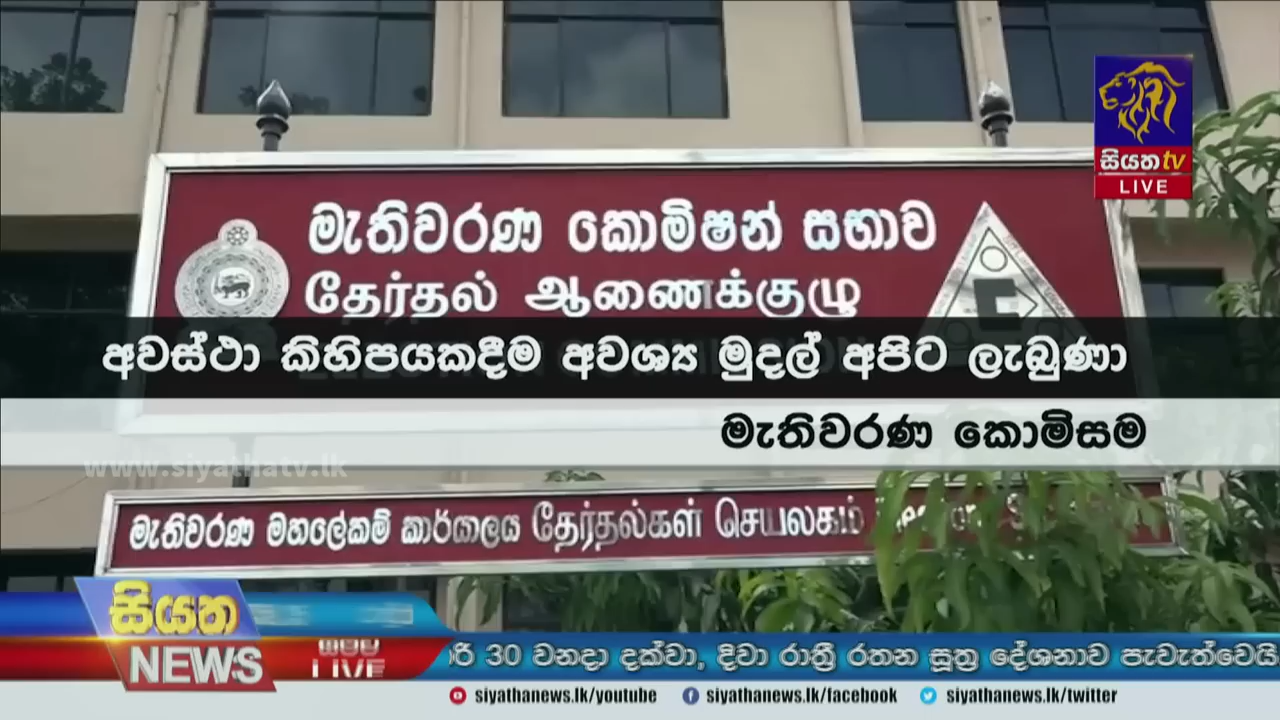 සියත tv
LIVE
මැතිවරණ කොමිෂන් සභාව
தேர்தல் ஆணைக்குழு
අවස්ථා කිහිපයකදීම අවශ්‍ය මුදල් අපිට ලැබුණා
මැතිවරණ කොමිසම
www.siyathatv.lk
මැතිවරණ මහලේකම් කාර්යාලය தேர்தல்கள் செயலகம்
සියත
NEWS
LIVE
30 වනදා දක්වා, දිවා රාත්‍රී රතන සූත්‍ර දේශනාව පැවැත්වෙයි
siyathanews.lk/youtube siyathanews.lk/facebook siyathanews.lk/twitter